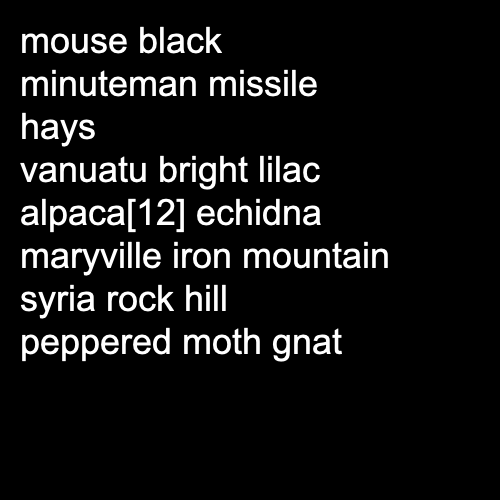 mouse black
minuteman missile
hays
vanuatu bright lilac
alpaca[12] echidna
maryville iron mountain
syria rock hill
peppered moth gnat